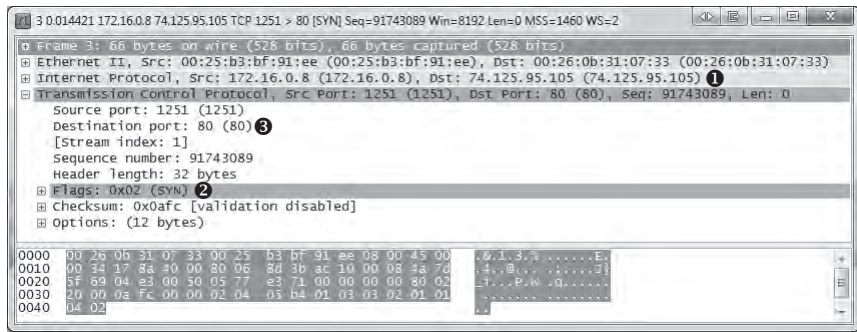 3 0.014421 172.16.0.8 74.125.95.105 TCP 1251 > 80 [SYN] Seq=91743089 Win=8192 Len=0 MSS=1460 WS=2
Frame 3: 66 bytes on wire (528 bits), 66 bytes captured (528 bits)
Ethernet II, Src: 00:25:b3:bf:91:ee (00:25:b3:bf:91:ee), Dst: 00:26:0b:31:07:33 (00:26:0b:31:07:33)
Internet Protocol, Src: 172.16.0.8 (172.16.0.8), Dst: 74.125.95.105 (74.125.95.105) ❶
Transmission Control Protocol, Src Port: 1251 (1251), Dst Port: 80 (80), Seq: 91743089, Len: 0
Source port: 1251 (1251)
Destination port: 80 (80) ❸
[Stream index: 1]
Sequence number: 91743089
Header length: 32 bytes
Flags: 0x02 (SYN) ❷
Checksum: 0x0afc [validation disabled]
Options: (12 bytes)
0000 00 26 0b 31 07 33 00 25 b3 bf 91 ee 08 00 45 00 .&.1.3.% ......E.
0010 00 34 17 8a 40 00 80 06 8d 3b ac 10 00 08 4a 7d .4..@... .;....J}
0020 5f 69 04 e3 00 50 05 77 e3 71 00 00 00 00 80 02 _i...P.w .q......
0030 20 00 0a fc 00 00 02 04 05 b4 01 03 03 02 01 01 ........ ........
0040 04 02 ..